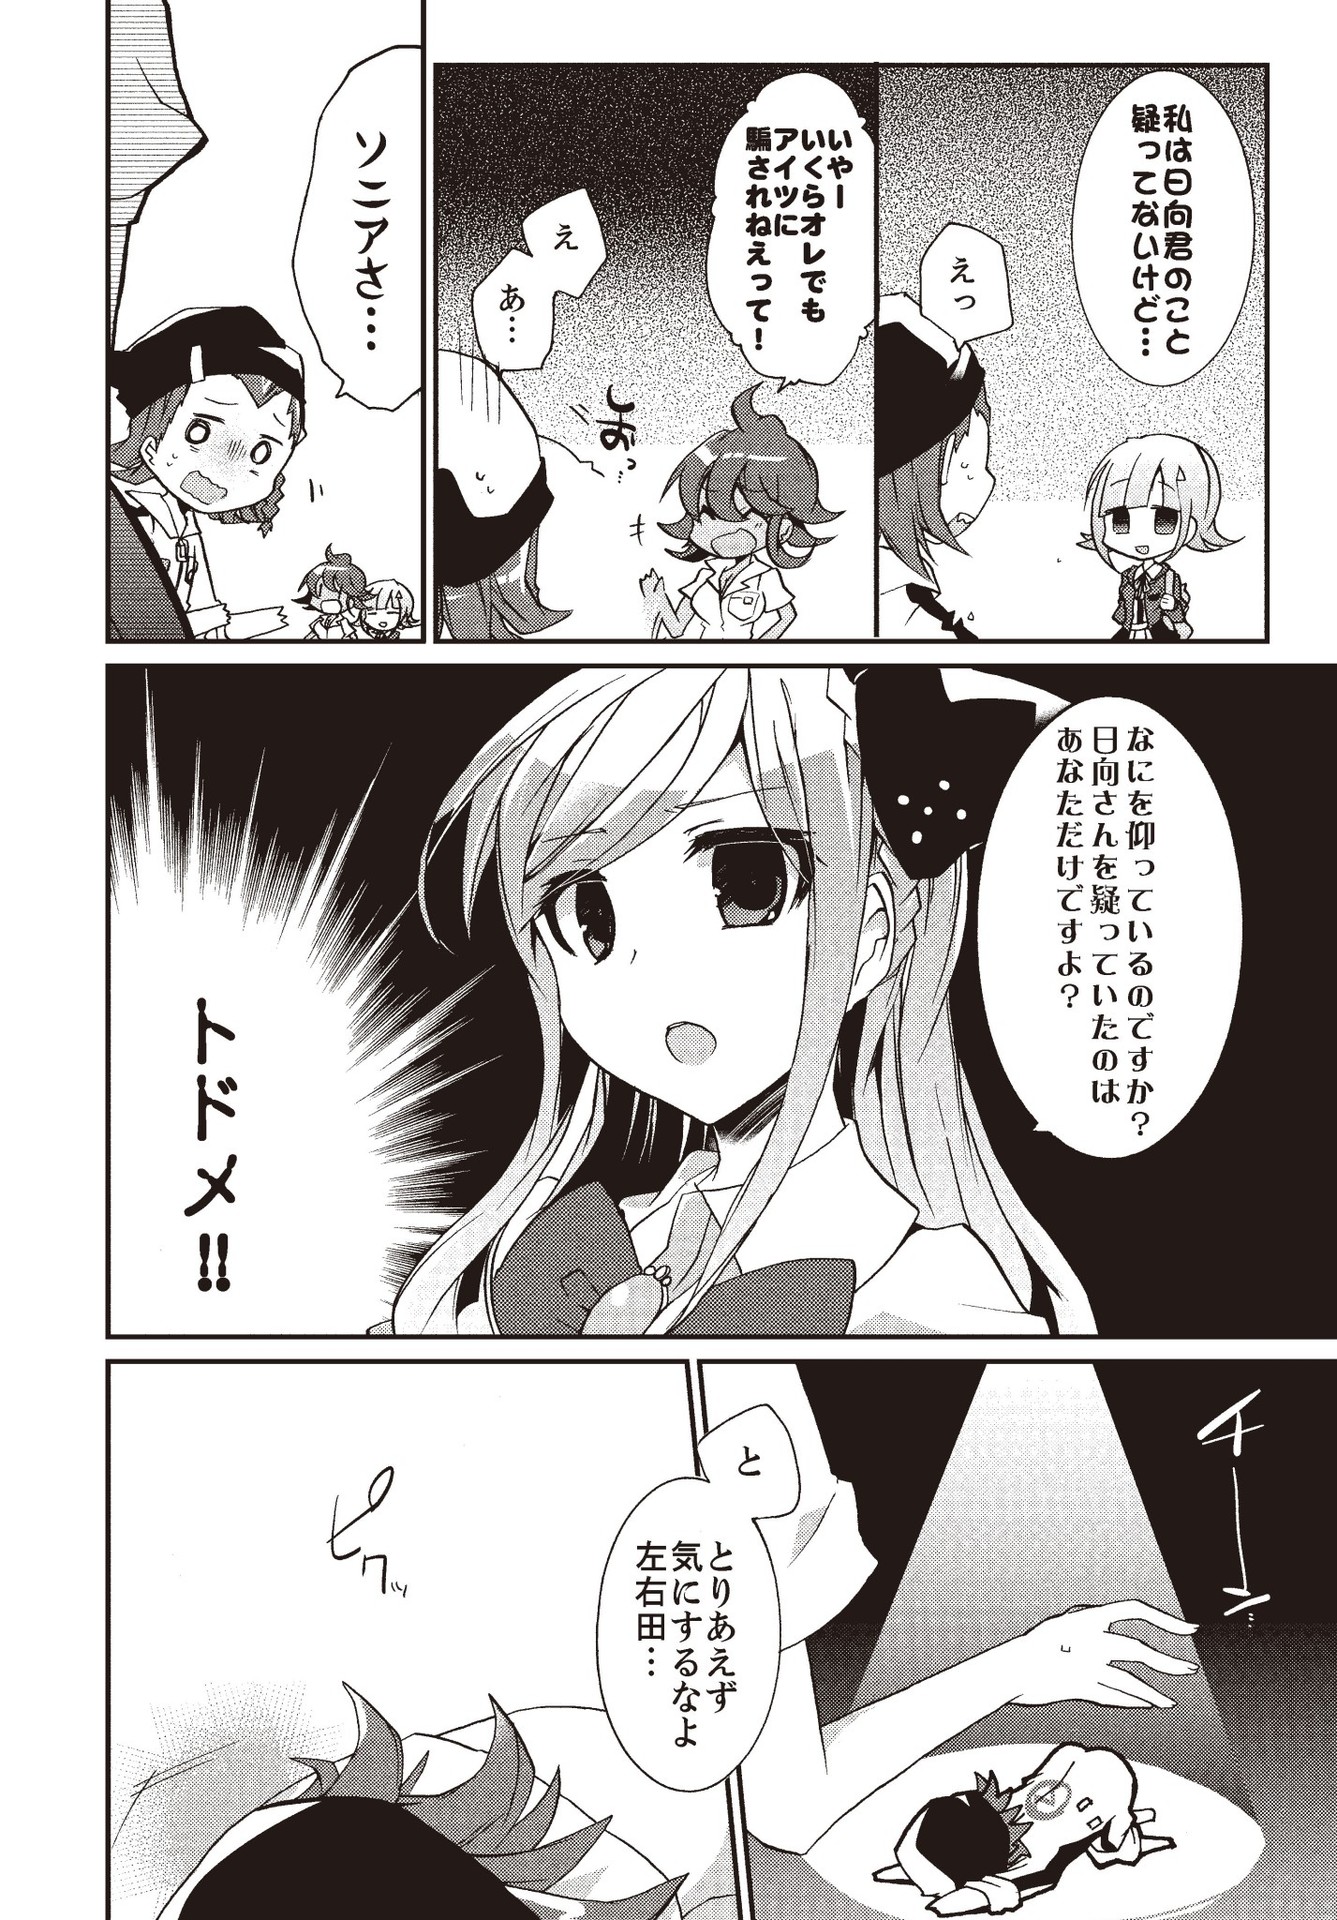 私は日向君のこと
疑ってないけど…
えっ
いやー
いくらオレでも
アイツに
騙されねえって!
え
あ…
しお…っ
ソニアさ…
なにを仰っているのですか?
日向さんを疑っていたのは
あなただけですよ?
トドメ!!
チーン…
と
とりあえず
気にするなよ
左右田…
ピクッ